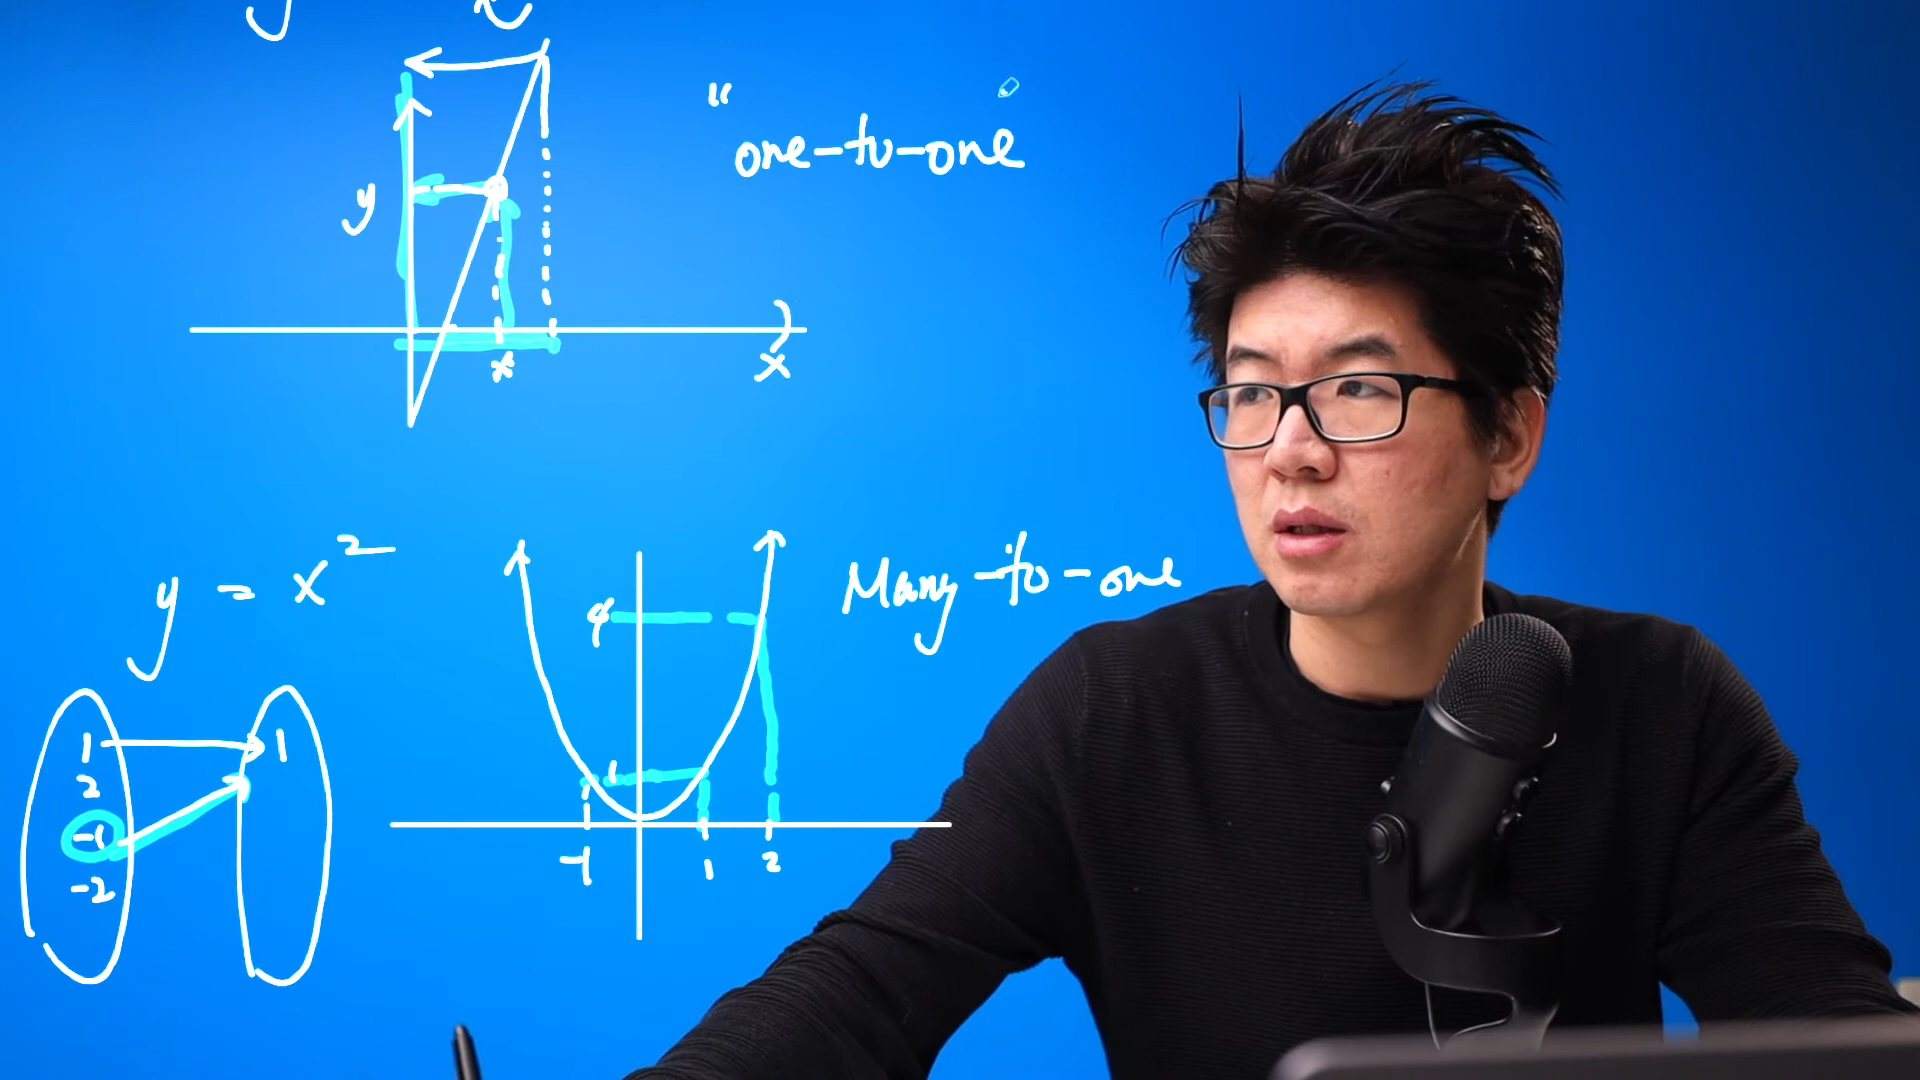 y x
"one-to-one
y
x
x
y = x²
Many-to-one
4
1 1
2
-1
-2
1
-1 1 2